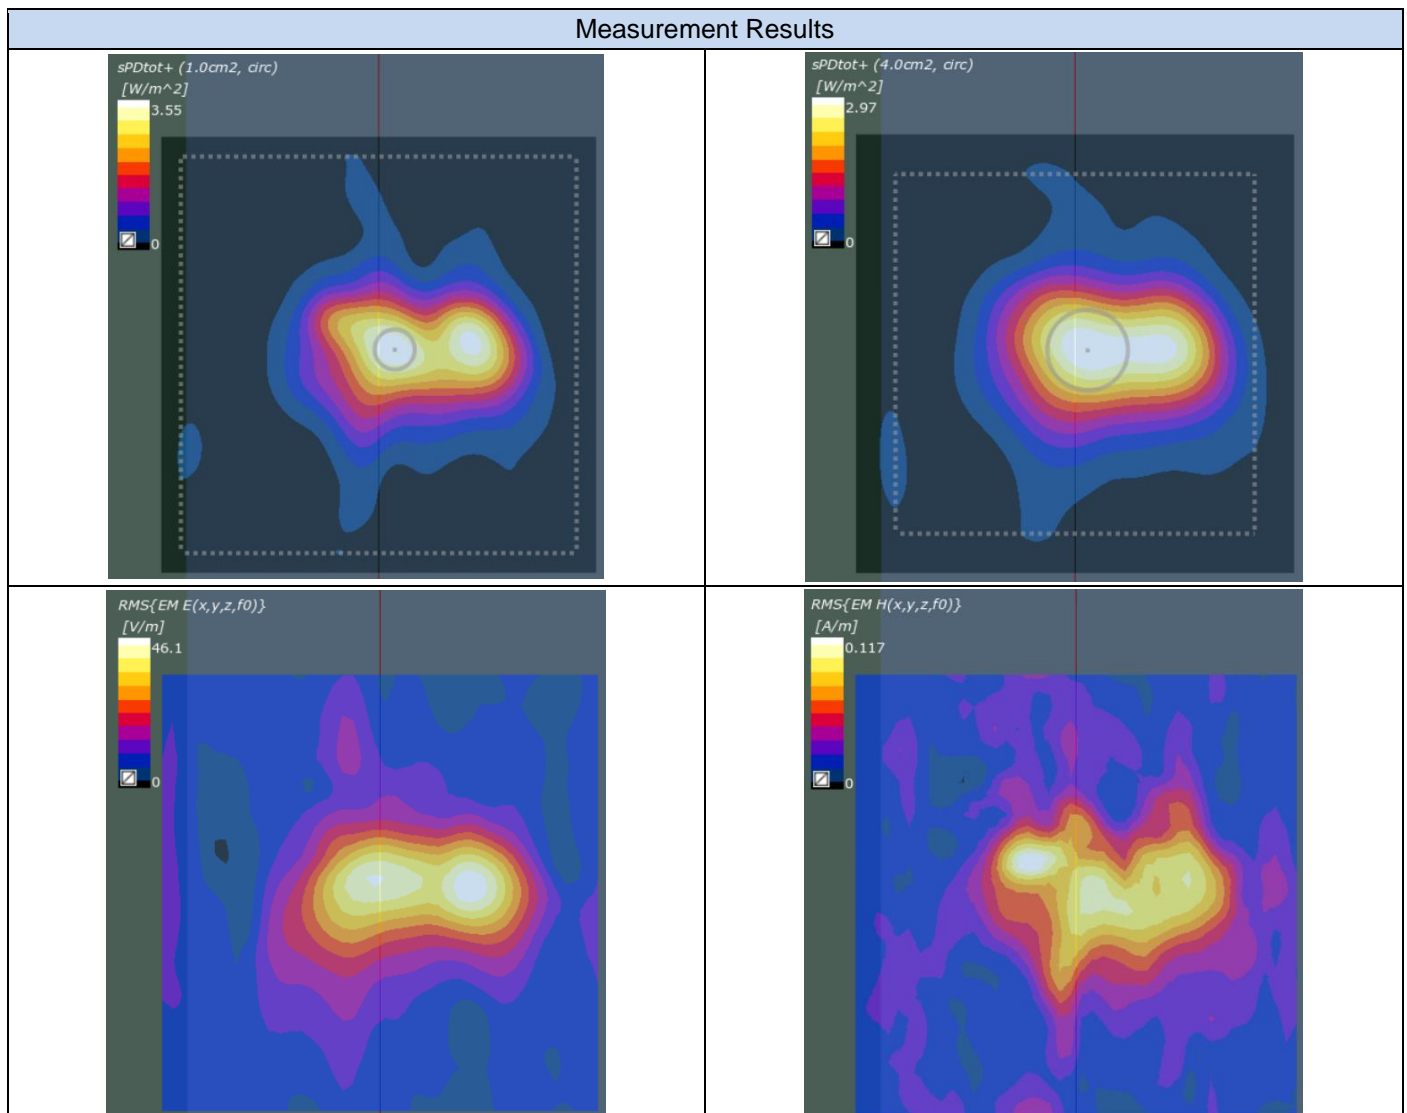 Measurement Results
sPDtot+ (1.0cm2, circ)
[W/m^2]
3.55
0
sPDtot+ (4.0cm2, circ)
[W/m^2]
2.97
0
RMS{EM E(x,y,z,f0)}
[V/m]
46.1
0
RMS{EM H(x,y,z,f0)}
[A/m]
0.117
0